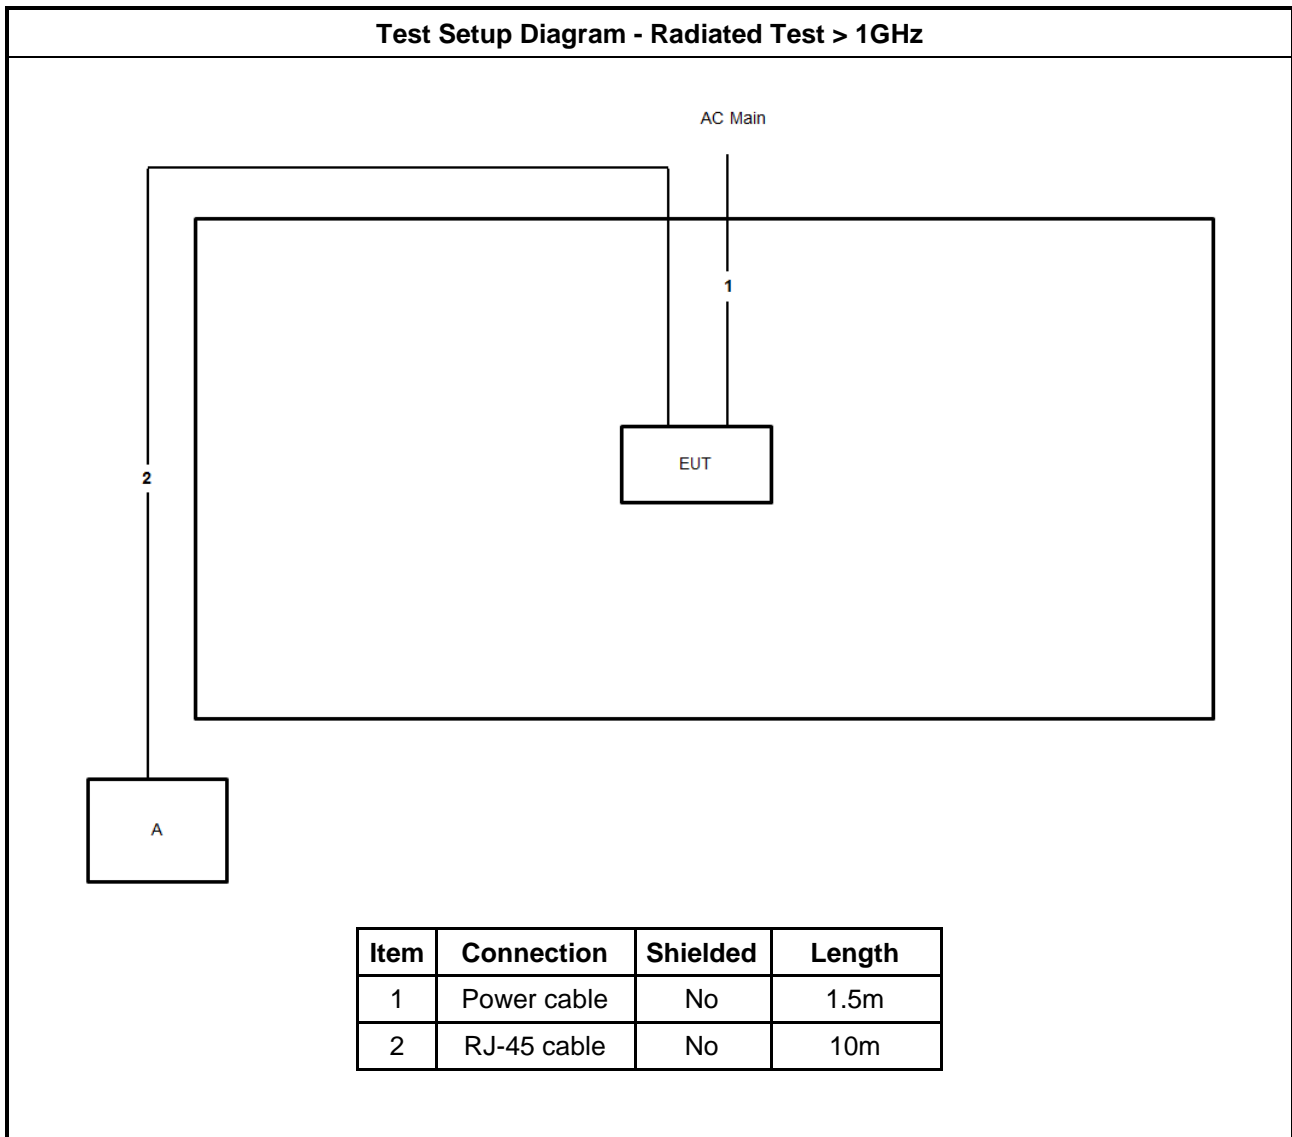 Test Setup Diagram - Radiated Test > 1GHz
AC Main
1
EUT
2
A
Item Connection Shielded Length
1 Power cable No 1.5m
2 RJ-45 cable No 10m